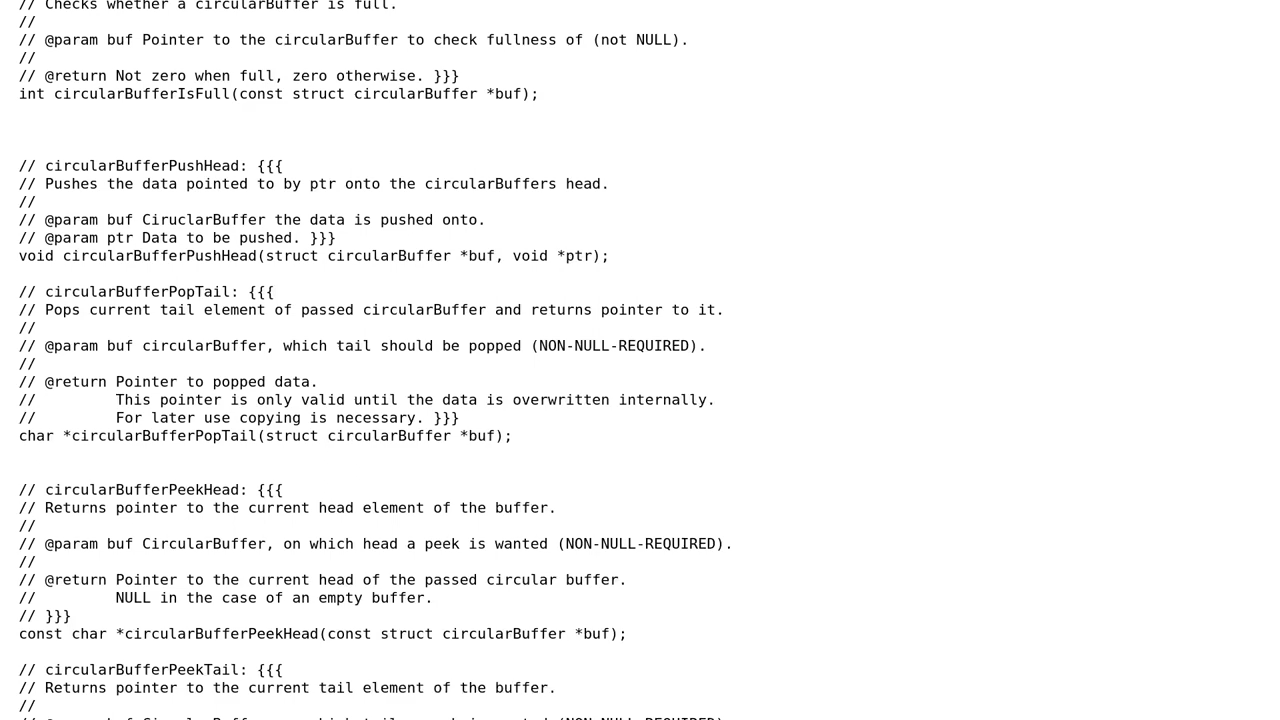 // Checks whether a circularBuffer is full.
//
// @param buf Pointer to the circularBuffer to check fullness of (not NULL).
//
// @return Not zero when full, zero otherwise. }}}
int circularBufferIsFull(const struct circularBuffer *buf);
// circularBufferPushHead: {{{
// Pushes the data pointed to by ptr onto the circularBuffers head.
//
// @param buf CiruclarBuffer the data is pushed onto.
// @param ptr Data to be pushed. }}}
void circularBufferPushHead(struct circularBuffer *buf, void *ptr);
// circularBufferPopTail: {{{
// Pops current tail element of passed circularBuffer and returns pointer to it.
//
// @param buf circularBuffer, which tail should be popped (NON-NULL-REQUIRED).
//
// @return Pointer to popped data.
//         This pointer is only valid until the data is overwritten internally.
//         For later use copying is necessary. }}}
char *circularBufferPopTail(struct circularBuffer *buf);
// circularBufferPeekHead: {{{
// Returns pointer to the current head element of the buffer.
//
// @param buf CircularBuffer, on which head a peek is wanted (NON-NULL-REQUIRED).
//
// @return Pointer to the current head of the passed circular buffer.
//         NULL in the case of an empty buffer.
// }}}
const char *circularBufferPeekHead(const struct circularBuffer *buf);
// circularBufferPeekTail: {{{
// Returns pointer to the current tail element of the buffer.
//